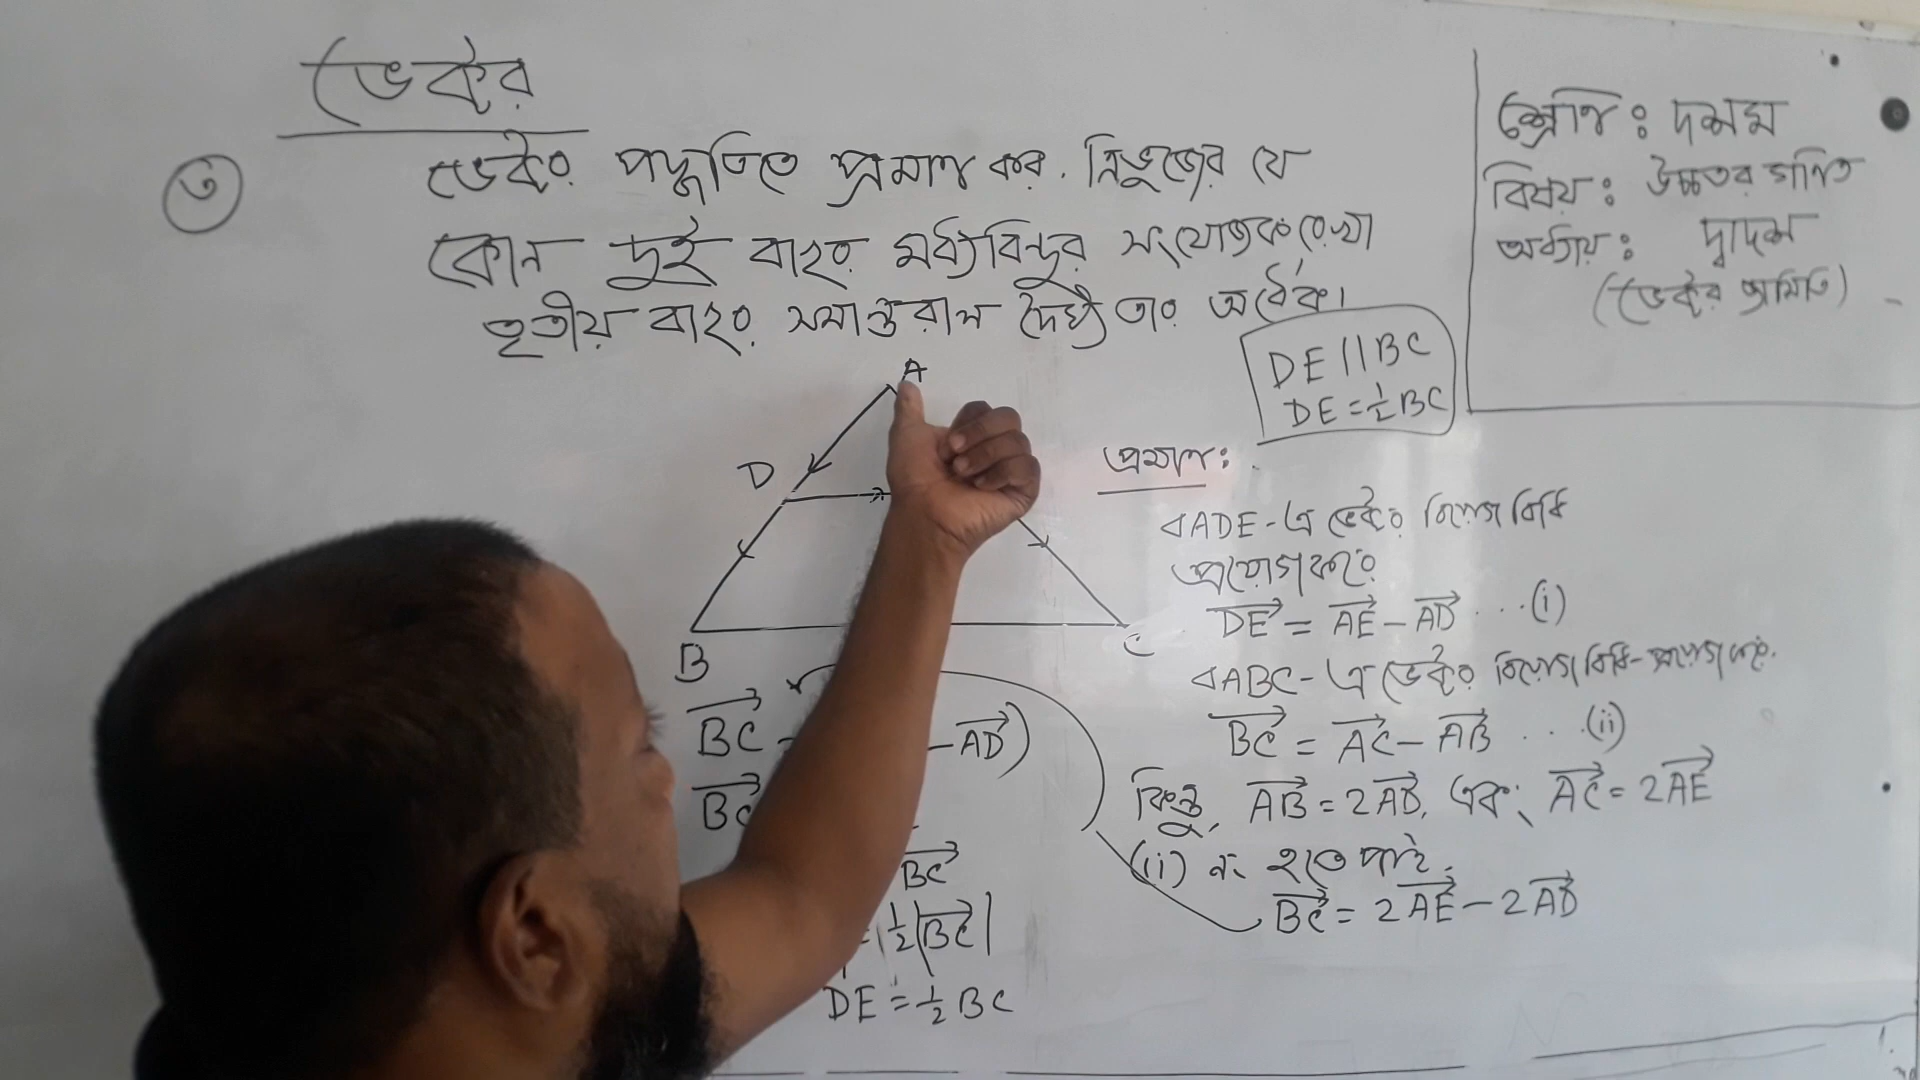 ভেক্টর
৩
ভেক্টর পদ্ধতিতে প্রমাণ কর. ত্রিভুজের যে
কোন দুই বাহুর মধ্যবিন্দুর সংযোজক রেখা
তৃতীয় বাহুর সমান্তরাল দৈর্ঘ্যে তার অর্ধেক।
শ্রেণি : দশম
বিষয় : উচ্চতর গণিত
অধ্যায় : দ্বাদশ
(ভেক্টর জ্যামিতি)
DE || BC
DE = ½ BC
A
D
B
C
প্রমাণ :
∆ADE - এ ভেক্টর বিয়োগ বিধি
প্রয়োগ করে
DE⃗ = AE⃗ - AD⃗ ...(i)
∆ABC - এ ভেক্টর বিয়োগ বিধি প্রয়োগ করে.
BC⃗ = AC⃗ - AB⃗ ...(ii)
কিন্তু, AB⃗ = 2AD⃗, এবং AC⃗ = 2AE⃗
(ii) নং হতে পাই.
BC⃗ = 2AE⃗ - 2AD⃗
BC⃗ - AD⃗)
BC⃗
BC⃗
= ½|BC⃗|
DE = ½ BC